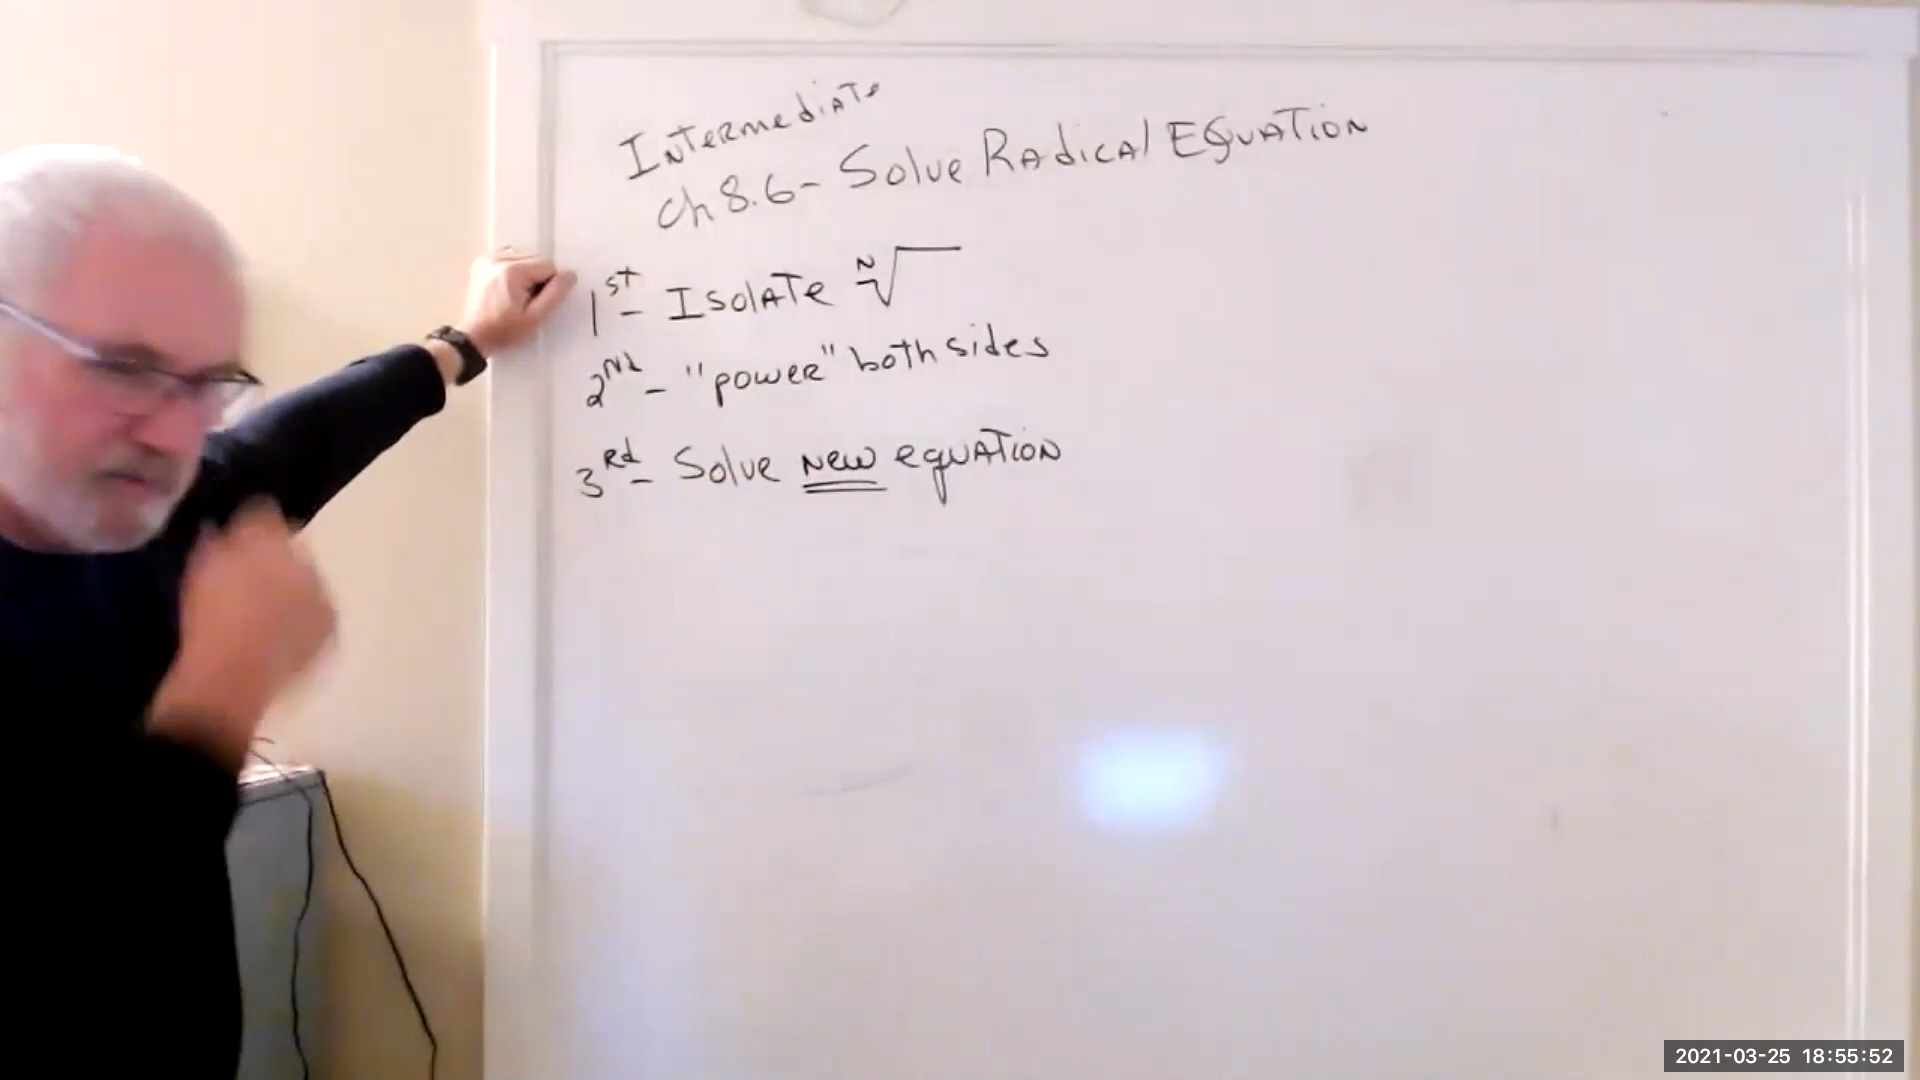 Intermediate
Ch 8.6 - Solve Radical Equation
1st - Isolate ᴺ√
2nd - "power" both sides
3rd - Solve new equation
2021-03-25 18:55:52